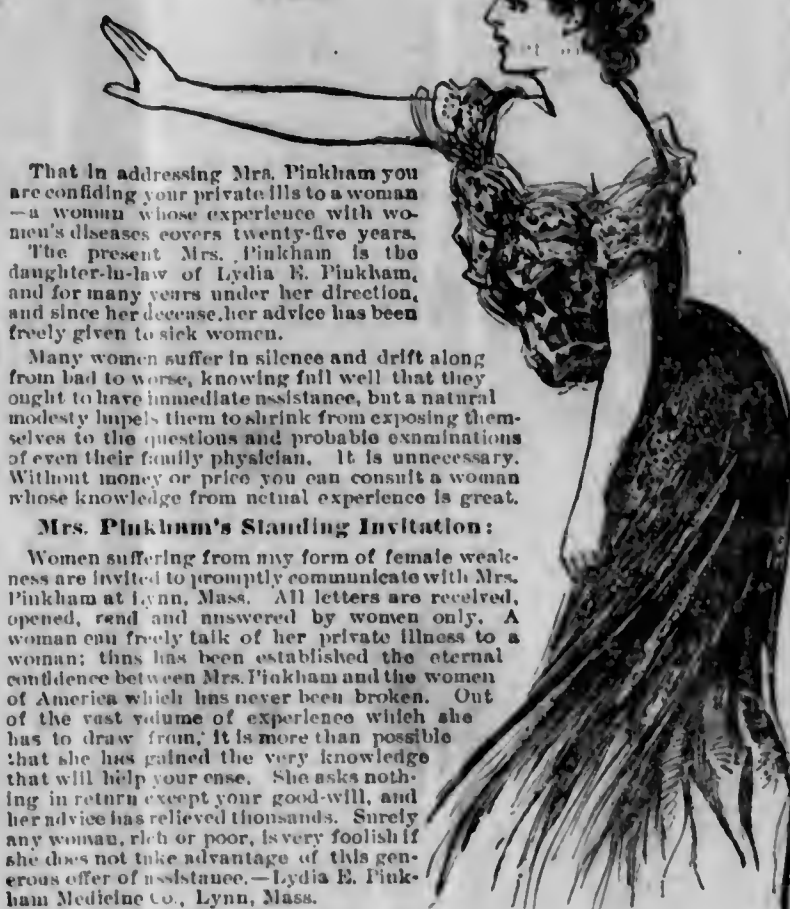 That in addressing Mrs. Pinkham you
are confiding your private ills to a woman
—a woman whose experience with wo-
men's diseases covers twenty-five years.
The present Mrs. Pinkham is the
daughter-in-law of Lydia E. Pinkham,
and for many years under her direction,
and since her decease, her advice has been
freely given to sick women.
Many women suffer in silence and drift along
from bad to worse, knowing full well that they
ought to have immediate assistance, but a natural
modesty impels them to shrink from exposing them-
selves to the questions and probable examinations
of even their family physician. It is unnecessary.
Without money or price you can consult a woman
whose knowledge from actual experience is great.
Mrs. Pinkham's Standing Invitation:
Women suffering from any form of female weak-
ness are invited to promptly communicate with Mrs.
Pinkham at Lynn, Mass. All letters are received,
opened, read and answered by women only. A
woman can freely talk of her private illness to a
woman; thus has been established the eternal
confidence between Mrs. Pinkham and the women
of America which has never been broken. Out
of the vast volume of experience which she
has to draw from, it is more than possible
that she has gained the very knowledge
that will help your case. She asks noth-
ing in return except your good-will, and
her advice has relieved thousands. Surely
any woman, rich or poor, is very foolish if
she does not take advantage of this gen-
erous offer of assistance.—Lydia E. Pink-
ham Medicine Co., Lynn, Mass.